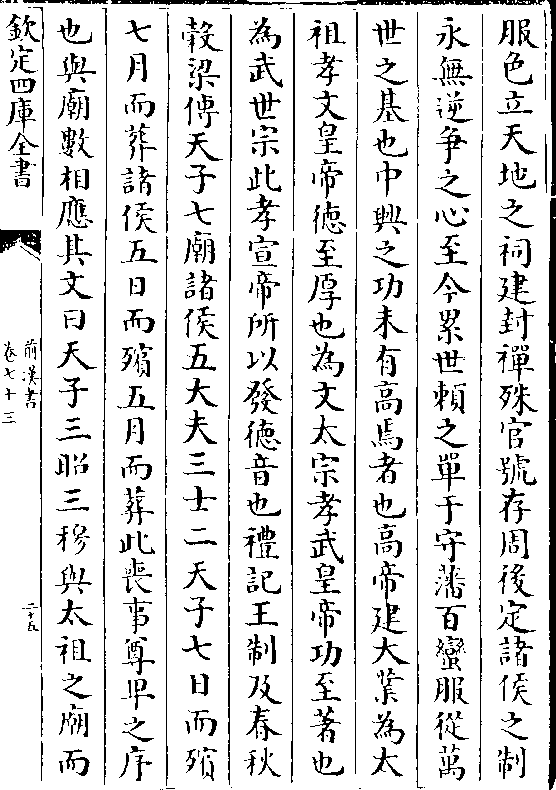 服色立天地之祠建封禪殊官號存周後定諸侯之制
永無逆爭之心至今累世賴之單于守藩百蠻服從萬
世之基也中興之功未有高焉者也高帝建大業為太
祖孝文皇帝德至厚也為文太宗孝武皇帝功至著也
為武世宗此孝宣帝所以發德音也禮記王制及春秋
穀梁傳天子七廟諸侯五大夫三士二天子七日而殯
七月而葬諸侯五日而殯五月而葬此喪事尊卑之序
也與廟數相應其文曰天子三昭三穆與太祖之廟而
欽定四庫全書
前漢書
卷七十三
二十五